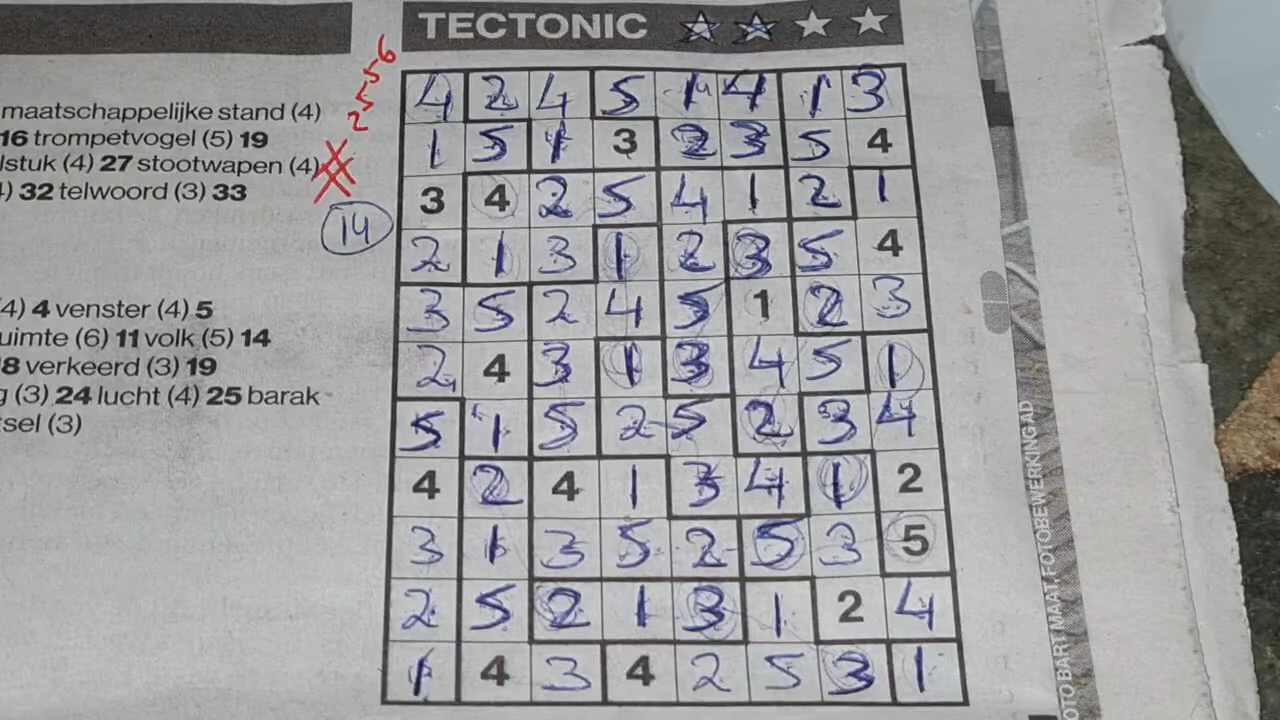 TECTONIC
2 5 5 6
maatschappelijke stand (4)
16 trompetvogel (5) 19
lstuk (4) 27 stootwapen (4)
) 32 telwoord (3) 33
14
(4) 4 venster (4) 5
uimte (6) 11 volk (5) 14
8 verkeerd (3) 19
g (3) 24 lucht (4) 25 barak
sel (3)
4 2 4 5 1 4 1 3
1 5 1 3 2 3 5 4
3 4 2 5 4 1 2 1
2 1 3 1 2 3 5 4
3 5 2 4 5 1 2 3
2 4 3 1 3 4 5 1
5 1 5 2 5 2 3 4
4 2 4 1 3 4 1 2
3 1 3 5 2 5 3 5
2 5 2 1 3 1 2 4
1 4 3 4 2 5 3 1
OTO BART MAAT, FOTOBEWERKING AD